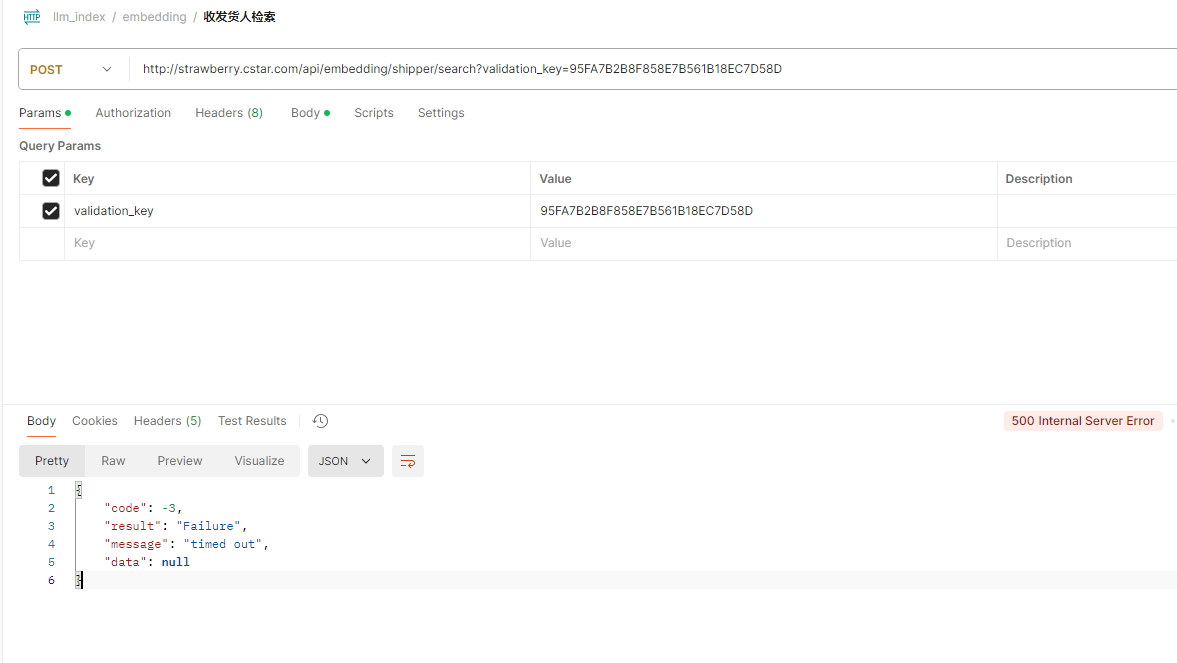 HTTP llm_index / embedding / 收发货人检索
POST http://strawberry.cstar.com/api/embedding/shipper/search?validation_key=95FA7B2B8F858E7B561B18EC7D58D
Params Authorization Headers (8) Body Scripts Settings
Query Params
Key Value Description
validation_key 95FA7B2B8F858E7B561B18EC7D58D
Key Value Description
Body Cookies Headers (5) Test Results 500 Internal Server Error
Pretty Raw Preview Visualize JSON
1 {
2 "code": -3,
3 "result": "Failure",
4 "message": "timed out",
5 "data": null
6 }